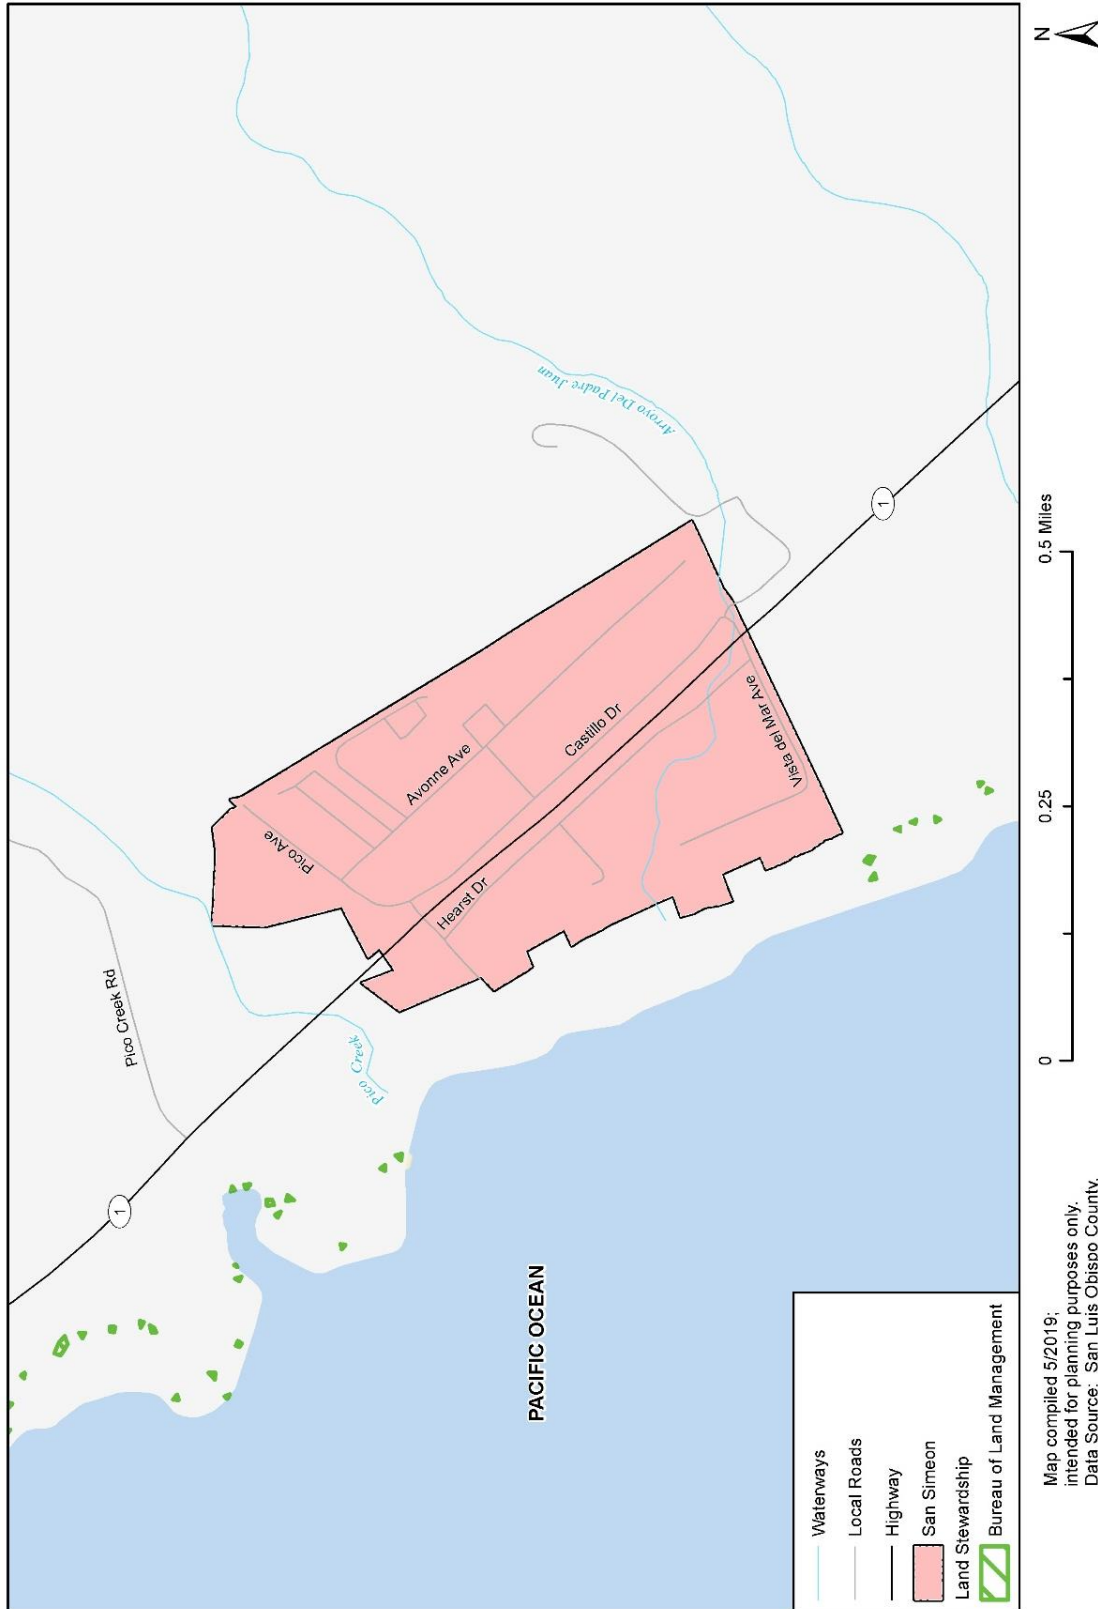 N
Pico Creek Rd
1
Pico Creek
Pico Ave
Avonne Ave
Hearst Dr
Castillo Dr
Arroyo Del Padre Juan
Vista del Mar Ave
1
PACIFIC OCEAN
Waterways
Local Roads
Highway
San Simeon
Land Stewardship
Bureau of Land Management
0 0.25 0.5 Miles
Map compiled 5/2019;
intended for planning purposes only.
Data Source: San Luis Obispo County.